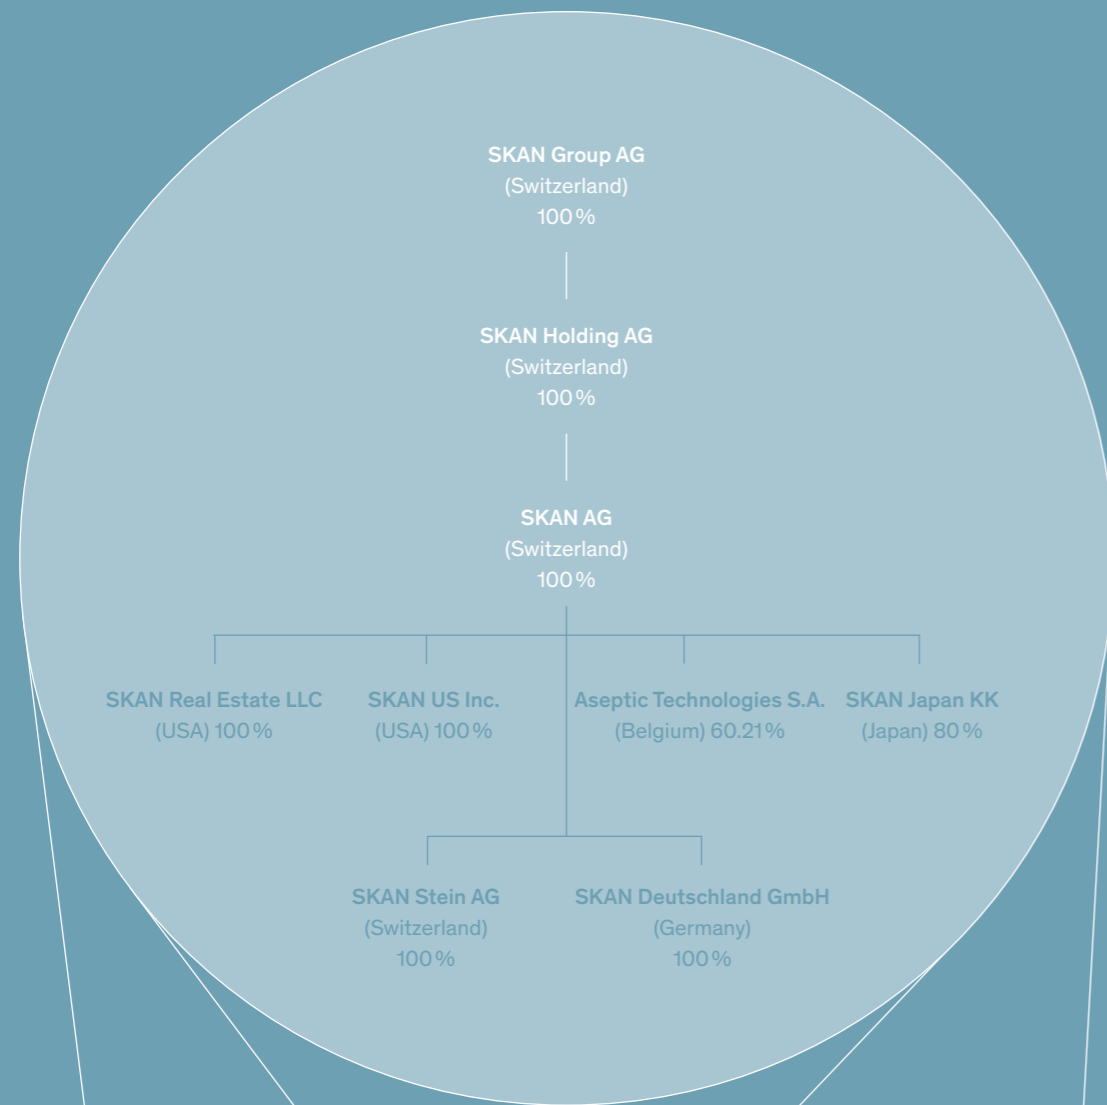 SKAN Group AG
(Switzerland)
100 %
SKAN Holding AG
(Switzerland)
100 %
SKAN AG
(Switzerland)
100 %
SKAN Real Estate LLC
(USA) 100 %
SKAN US Inc.
(USA) 100 %
Aseptic Technologies S.A.
(Belgium) 60.21 %
SKAN Japan KK
(Japan) 80 %
SKAN Stein AG
(Switzerland)
100 %
SKAN Deutschland GmbH
(Germany)
100 %